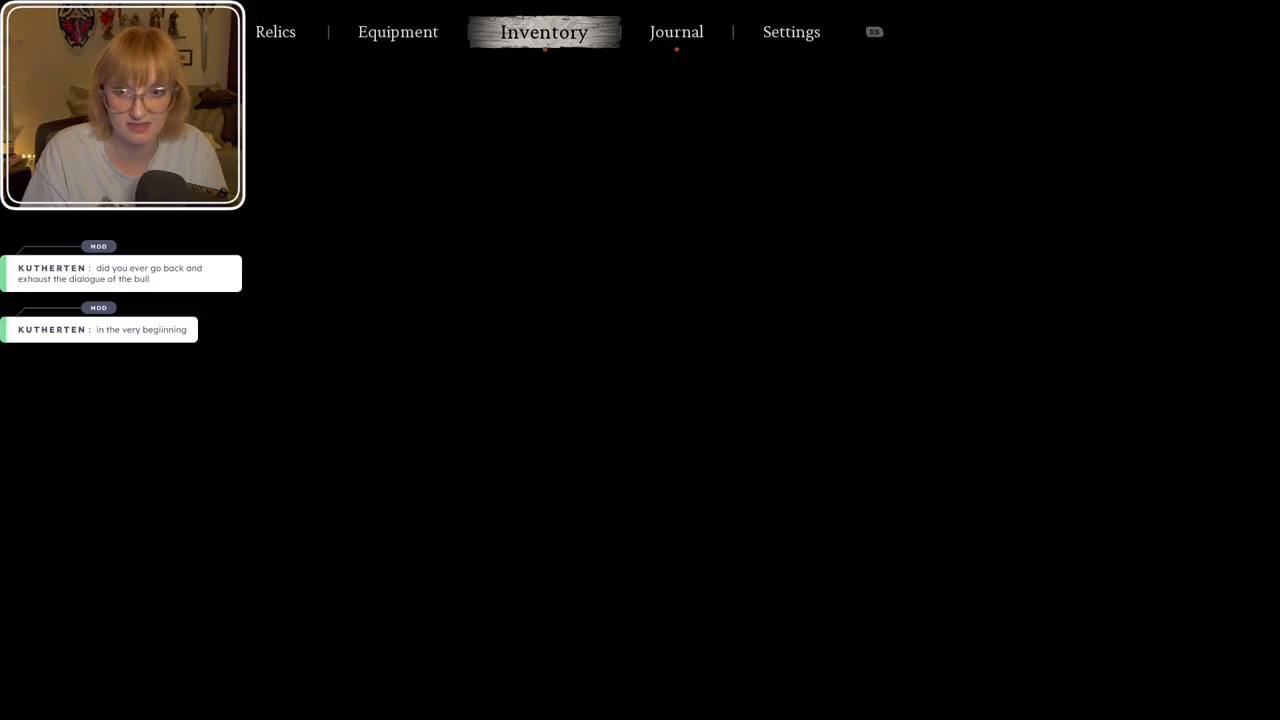 Relics | Equipment | Inventory | Journal | Settings RB
MOD
KUTHERTEN : did you ever go back and
exhaust the dialogue of the bull
MOD
KUTHERTEN : in the very begiinning